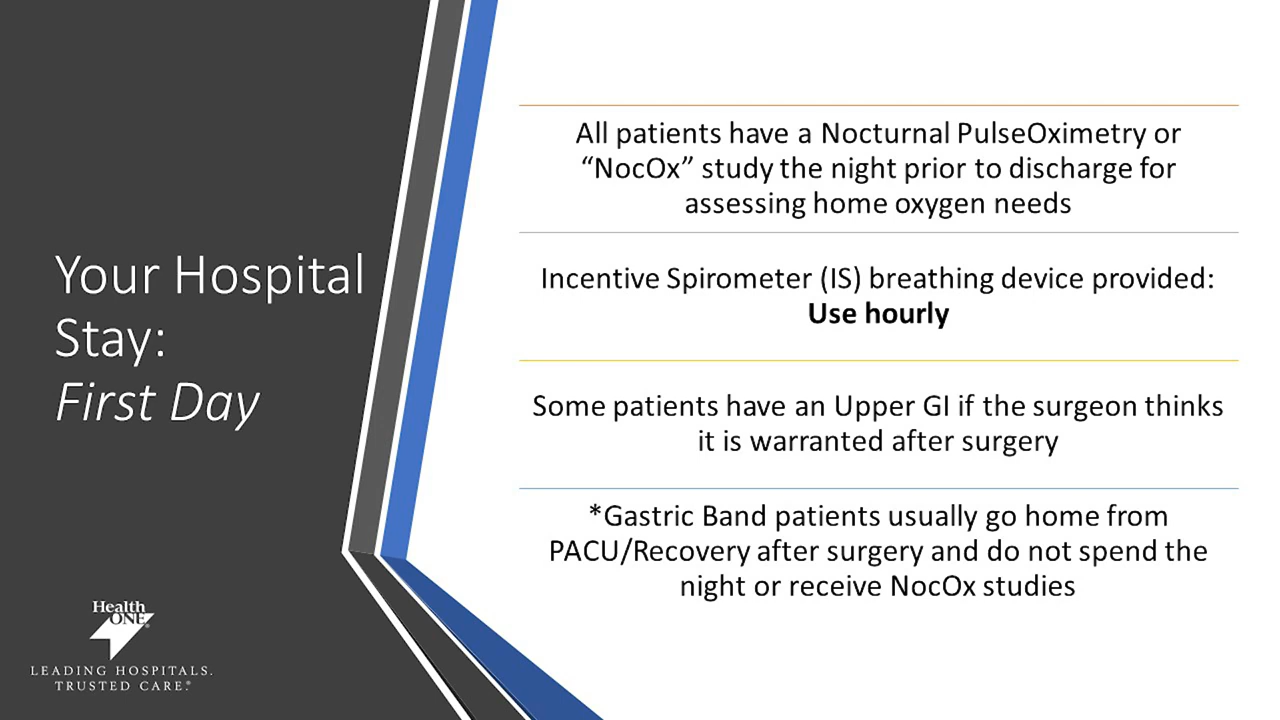 Your Hospital
Stay:
First Day
All patients have a Nocturnal PulseOximetry or
“NocOx” study the night prior to discharge for
assessing home oxygen needs
Incentive Spirometer (IS) breathing device provided:
Use hourly
Some patients have an Upper GI if the surgeon thinks
it is warranted after surgery
*Gastric Band patients usually go home from
PACU/Recovery after surgery and do not spend the
night or receive NocOx studies
Health
ONE®
LEADING HOSPITALS.
TRUSTED CARE.®